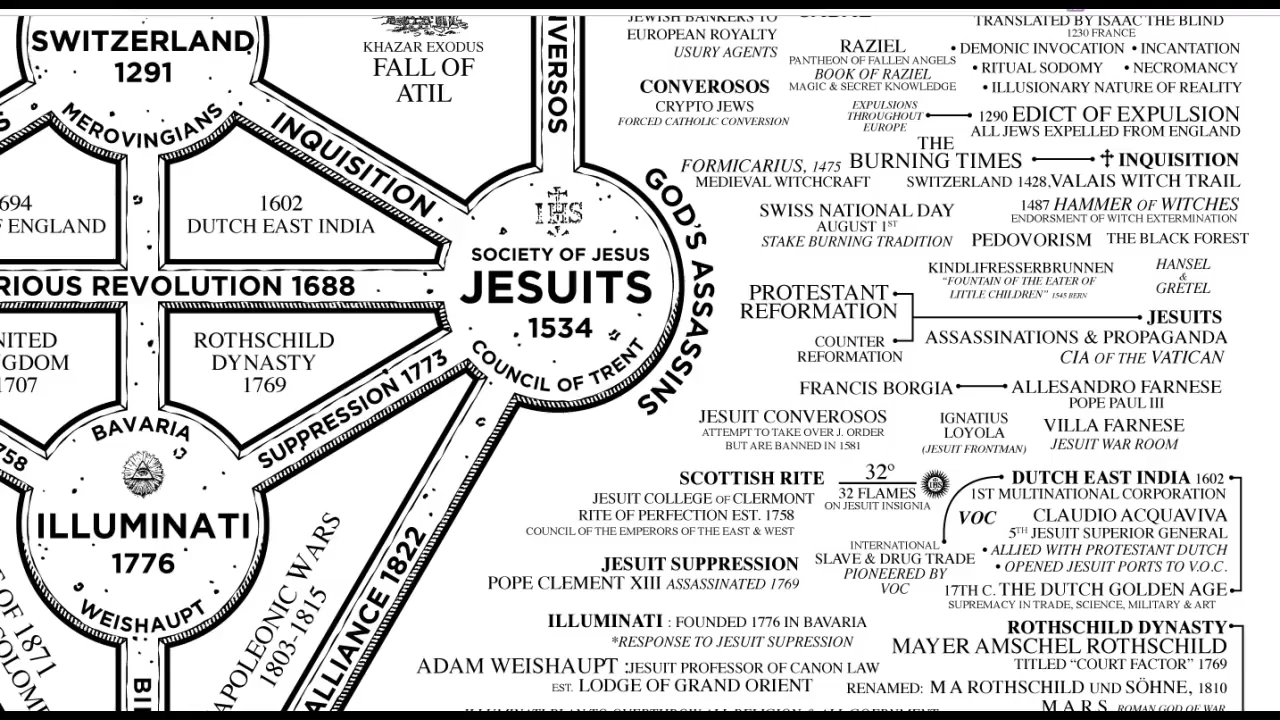 SWITZERLAND
1291
MEROVINGIANS
KHAZAR EXODUS
FALL OF
ATIL
INQUISITION
VERSOS
694
F ENGLAND
1602
DUTCH EAST INDIA
RIOUS REVOLUTION 1688
NITED
NGDOM
1707
ROTHSCHILD
DYNASTY
1769
IHS
SOCIETY OF JESUS
JESUITS
1534
COUNCIL OF TRENT
GOD'S ASSASSINS
SUPPRESSION 1773
BAVARIA
758
ILLUMINATI
1776
WEISHAUPT
OF 1871
COLOM
BI
APOLEONIC WARS
1803-1815
ALLIANCE 1822
JEWISH BANKERS TO
EUROPEAN ROYALTY
USURY AGENTS
CONVEROSOS
CRYPTO JEWS
FORCED CATHOLIC CONVERSION
TRANSLATED BY ISAAC THE BLIND
1230 FRANCE
RAZIEL
PANTHEON OF FALLEN ANGELS
BOOK OF RAZIEL
MAGIC & SECRET KNOWLEDGE
• DEMONIC INVOCATION • INCANTATION
• RITUAL SODOMY • NECROMANCY
• ILLUSIONARY NATURE OF REALITY
EXPULSIONS
THROUGHOUT
EUROPE
1290 EDICT OF EXPULSION
ALL JEWS EXPELLED FROM ENGLAND
THE
BURNING TIMES
INQUISITION
FORMICARIUS, 1475
MEDIEVAL WITCHCRAFT
SWITZERLAND 1428,VALAIS WITCH TRAIL
1487 HAMMER OF WITCHES
ENDORSMENT OF WITCH EXTERMINATION
SWISS NATIONAL DAY
AUGUST 1ST
STAKE BURNING TRADITION
PEDOVORISM
THE BLACK FOREST
KINDLIFRESSERBRUNNEN
"FOUNTAIN OF THE EATER OF
LITTLE CHILDREN" 1545 BERN
HANSEL
&
GRETEL
PROTESTANT
REFORMATION
JESUITS
COUNTER
REFORMATION
ASSASSINATIONS & PROPAGANDA
CIA OF THE VATICAN
FRANCIS BORGIA
ALLESANDRO FARNESE
POPE PAUL III
JESUIT CONVEROSOS
ATTEMPT TO TAKE OVER J. ORDER
BUT ARE BANNED IN 1581
IGNATIUS
LOYOLA
(JESUIT FRONTMAN)
VILLA FARNESE
JESUIT WAR ROOM
SCOTTISH RITE
JESUIT COLLEGE OF CLERMONT
RITE OF PERFECTION EST. 1758
COUNCIL OF THE EMPERORS OF THE EAST & WEST
32°
32 FLAMES
ON JESUIT INSIGNIA
DUTCH EAST INDIA 1602
1ST MULTINATIONAL CORPORATION
VOC
CLAUDIO ACQUAVIVA
5TH JESUIT SUPERIOR GENERAL
• ALLIED WITH PROTESTANT DUTCH
• OPENED JESUIT PORTS TO V.O.C.
INTERNATIONAL
SLAVE & DRUG TRADE
PIONEERED BY
VOC
JESUIT SUPPRESSION
POPE CLEMENT XIII ASSASSINATED 1769
17TH C. THE DUTCH GOLDEN AGE
SUPREMACY IN TRADE, SCIENCE, MILITARY & ART
ILLUMINATI : FOUNDED 1776 IN BAVARIA
*RESPONSE TO JESUIT SUPRESSION
ADAM WEISHAUPT :JESUIT PROFESSOR OF CANON LAW
EST. LODGE OF GRAND ORIENT
ROTHSCHILD DYNASTY
MAYER AMSCHEL ROTHSCHILD
TITLED "COURT FACTOR" 1769
RENAMED: M A ROTHSCHILD UND SÖHNE, 1810
M A R S ROMAN GOD OF WAR